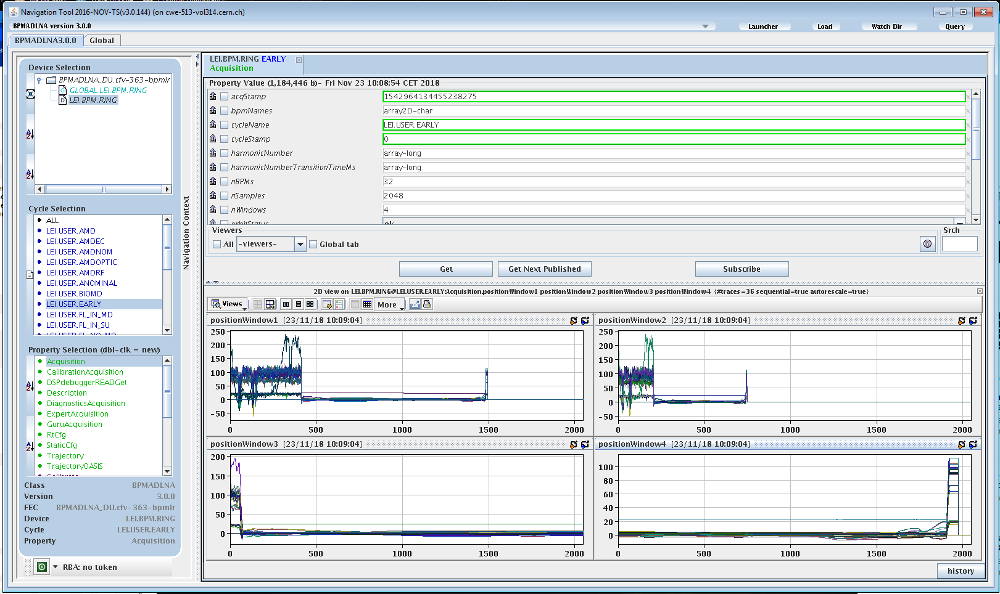 Navigation Tool 2016-NOV-TS(v3.0.144) (on cwe-513-vol314.cern.ch)
BPMADLNA version 3.0.0
Launcher Load Watch Dir Query
BPMADLNA3.0.0 Global
Device Selection
BPMADLNA_DU.cfv-363-bpmlr
GLOBAL.LEI.BPM.RING
LEI.BPM.RING
Cycle Selection
ALL
LEI.USER.AMD
LEI.USER.AMDEC
LEI.USER.AMDNOM
LEI.USER.AMDOPTIC
LEI.USER.AMDRF
LEI.USER.ANOMINAL
LEI.USER.BIOMD
LEI.USER.EARLY
LEI.USER.FL_IN_MD
LEI.USER.FL_IN_SU
LEI.USER.FL_NO_MD
Property Selection (dbl-clk = new)
Acquisition
CalibrationAcquisition
DSPdebuggerREADGet
Description
DiagnosticsAcquisition
ExpertAcquisition
GuruAcquisition
RtCfg
StaticCfg
Trajectory
TrajectoryOASIS
Calibrate
Class BPMADLNA
Version 3.0.0
FEC BPMADLNA_DU.cfv-363-bpmlr
Device LEI.BPM.RING
Cycle LEI.USER.EARLY
Property Acquisition
RBA: no token
Navigation Context
LEI.BPM.RING EARLY
Acquisition
Property Value (1,184,446 b)- Fri Nov 23 10:08:54 CET 2018
acqStamp 1542964134455238275
bpmNames array2D-char
cycleName LEI.USER.EARLY
cycleStamp 0
harmonicNumber array-long
harmonicNumberTransitionTimeMs array-long
nBPMs 32
nSamples 2048
nWindows 4
orbitStatus ok
Viewers Srch
All -viewers- Global tab
Get Get Next Published Subscribe
2D view on LEI.BPM.RING@LEI.USER.EARLY:Acquisition.positionWindow1 positionWindow2 positionWindow3 positionWindow4 {#traces=36 sequential=true autorescale=true}
Views More
positionWindow1 [23/11/18 10:09:04]
250
200
150
100
50
0
-50
0 500 1000 1500 2000
positionWindow2 [23/11/18 10:09:04]
250
200
150
100
50
0
-50
0 500 1000 1500 2000
positionWindow3 [23/11/18 10:09:04]
200
150
100
50
0
0 500 1000 1500 2000
positionWindow4 [23/11/18 10:09:04]
100
80
60
40
20
0
0 500 1000 1500 2000
history